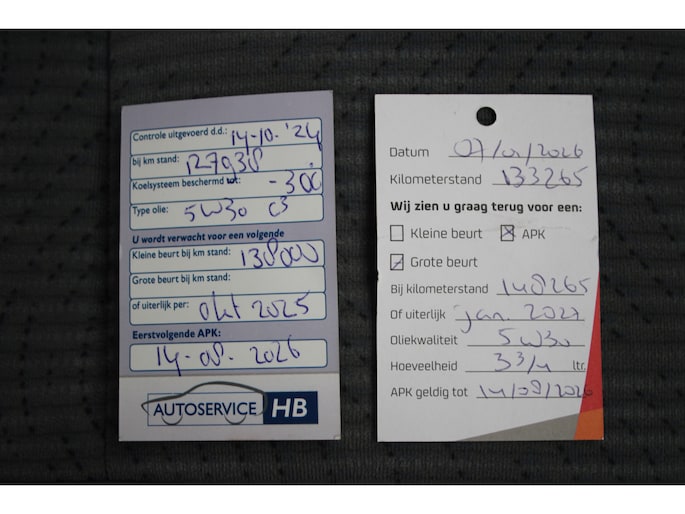 Controle uitgevoerd d.d.: 14-10-'24
bij km stand: 127938
Koelsysteem beschermd tot: -30
Type olie: 5W30 C3
U wordt verwacht voor een volgende
Kleine beurt bij km stand: 138000
Grote beurt bij km stand:
of uiterlijk per: okt 2025
Eerstvolgende APK:
14-08-2026
AUTOSERVICE HB
Datum 07/01/2026
Kilometerstand 133265
Wij zien u graag terug voor een:
Kleine beurt APK
Grote beurt
Bij kilometerstand 148265
Of uiterlijk jan. 2027
Oliekwaliteit 5W30
Hoeveelheid 3 3/4 ltr.
APK geldig tot 14/08/2026